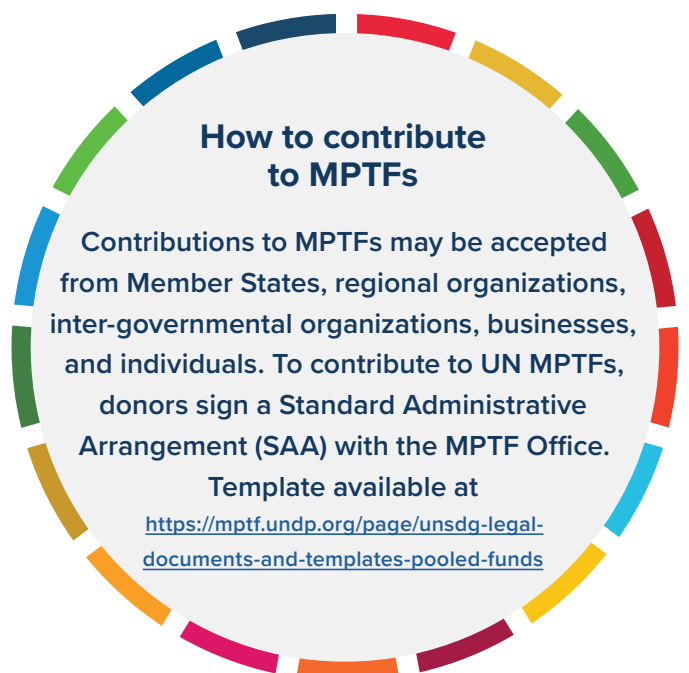 How to contribute
to MPTFs
Contributions to MPTFs may be accepted
from Member States, regional organizations,
inter-governmental organizations, businesses,
and individuals. To contribute to UN MPTFs,
donors sign a Standard Administrative
Arrangement (SAA) with the MPTF Office.
Template available at
https://mptf.undp.org/page/unsdg-legal-
documents-and-templates-pooled-funds